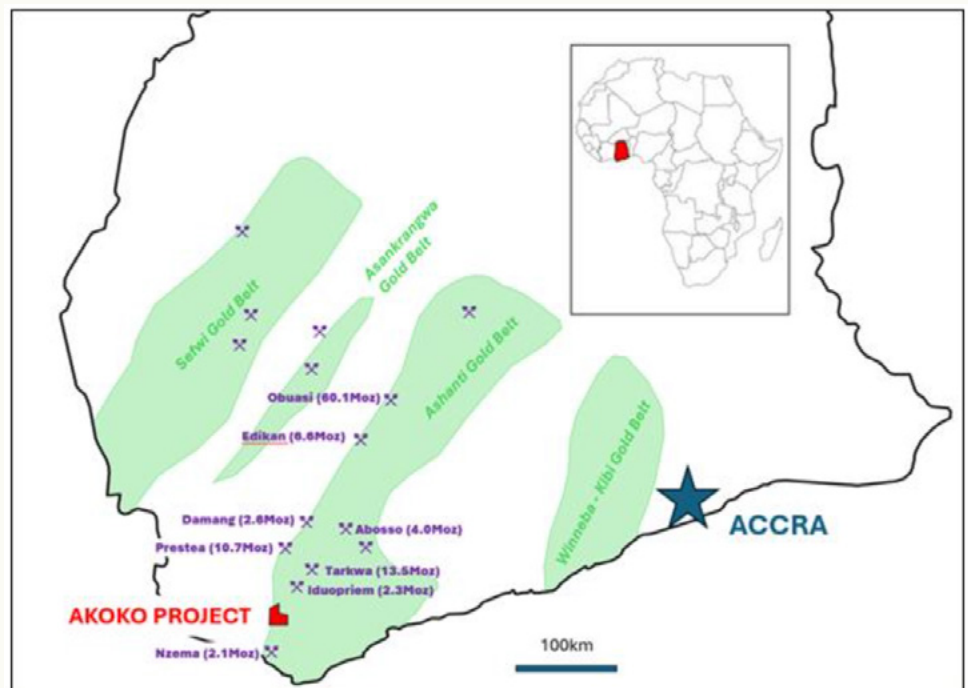 Asankrangwa
Gold Belt
Sefwi Gold Belt
Ashanti Gold Belt
Obuasi (60.1Moz)
Edikan (6.6Moz)
Winneba - Kibi Gold Belt
Damang (2.6Moz)
Abosso (4.0Moz)
ACCRA
Prestea (10.7Moz)
Tarkwa (13.5Moz)
Iduopriem (2.3Moz)
AKOKO PROJECT
Nzema (2.1Moz)
100km